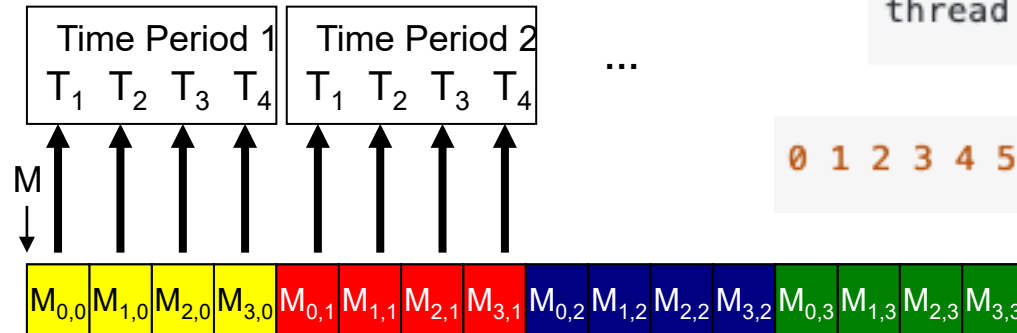 thread
Time Period 1 Time Period 2
...
T1 T2 T3 T4 T1 T2 T3 T4
0 1 2 3 4 5
M
M0,0 M1,0 M2,0 M3,0 M0,1 M1,1 M2,1 M3,1 M0,2 M1,2 M2,2 M3,2 M0,3 M1,3 M2,3 M3,3